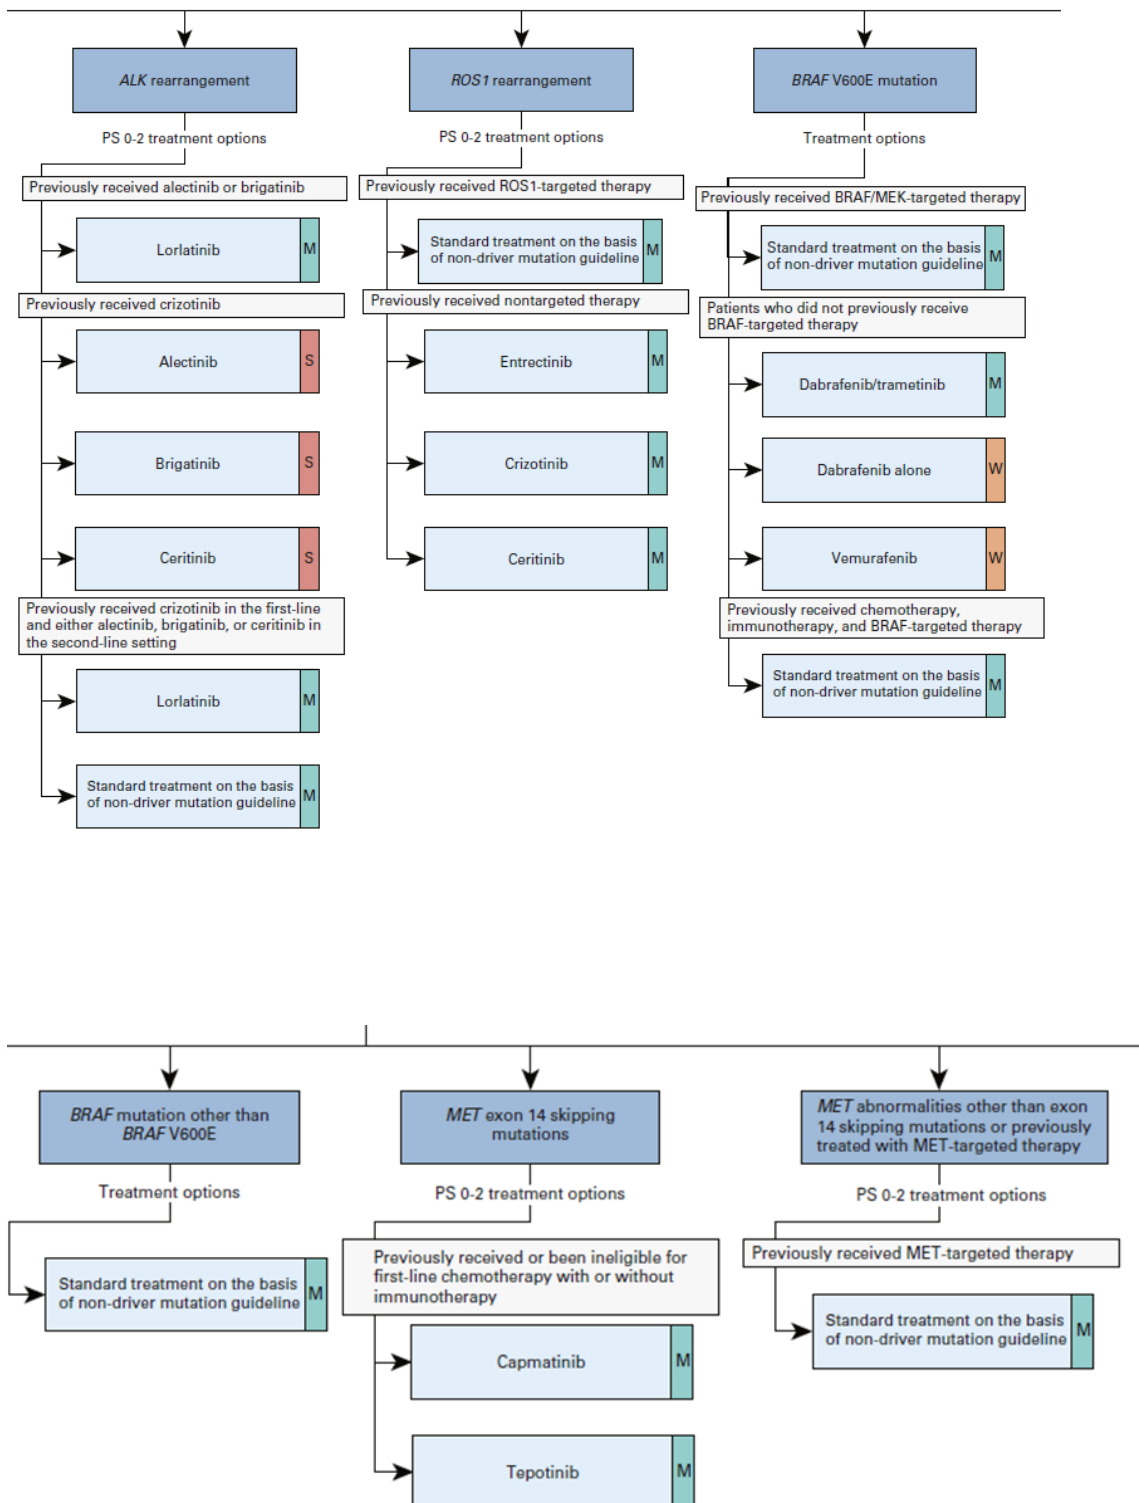 ALK rearrangement
PS 0-2 treatment options
Previously received alectinib or brigatinib
Lorlatinib
M
Previously received crizotinib
Alectinib
S
Brigatinib
S
Ceritinib
S
Previously received crizotinib in the first-line
and either alectinib, brigatinib, or ceritinib in
the second-line setting
Lorlatinib
M
Standard treatment on the basis
of non-driver mutation guideline
M
ROS1 rearrangement
PS 0-2 treatment options
Previously received ROS1-targeted therapy
Standard treatment on the basis
of non-driver mutation guideline
M
Previously received nontargeted therapy
Entrectinib
M
Crizotinib
M
Ceritinib
M
BRAF V600E mutation
Treatment options
Previously received BRAF/MEK-targeted therapy
Standard treatment on the basis
of non-driver mutation guideline
M
Patients who did not previously receive
BRAF-targeted therapy
Dabrafenib/trametinib
M
Dabrafenib alone
W
Vemurafenib
W
Previously received chemotherapy,
immunotherapy, and BRAF-targeted therapy
Standard treatment on the basis
of non-driver mutation guideline
M
BRAF mutation other than
BRAF V600E
Treatment options
Standard treatment on the basis
of non-driver mutation guideline
M
MET exon 14 skipping
mutations
PS 0-2 treatment options
Previously received or been ineligible for
first-line chemotherapy with or without
immunotherapy
Capmatinib
M
Tepotinib
M
MET abnormalities other than exon
14 skipping mutations or previously
treated with MET-targeted therapy
PS 0-2 treatment options
Previously received MET-targeted therapy
Standard treatment on the basis
of non-driver mutation guideline
M